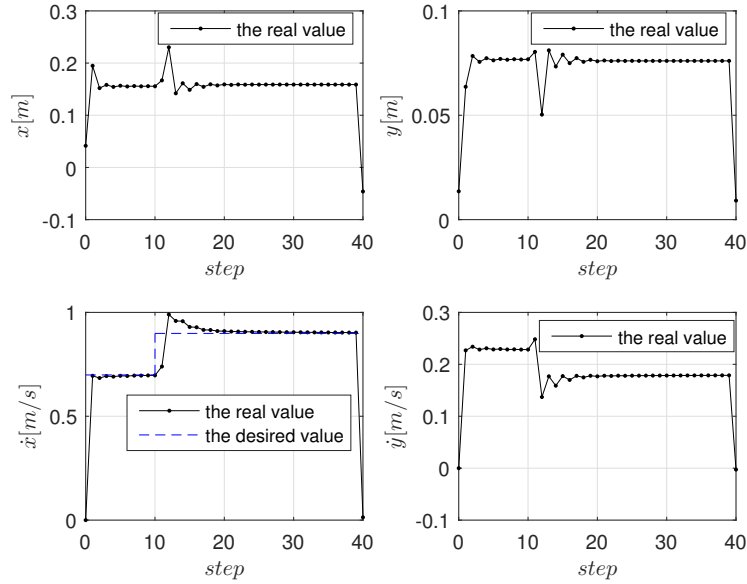 the real value
0.3
0.2
0.1
0
-0.1
x[m]
0 10 20 30 40
step
the real value
0.1
0.05
0
y[m]
0 10 20 30 40
step
1
0.5
0
ẋ[m/s]
the real value
the desired value
0 10 20 30 40
step
the real value
0.3
0.2
0.1
0
-0.1
ẏ[m/s]
0 10 20 30 40
step